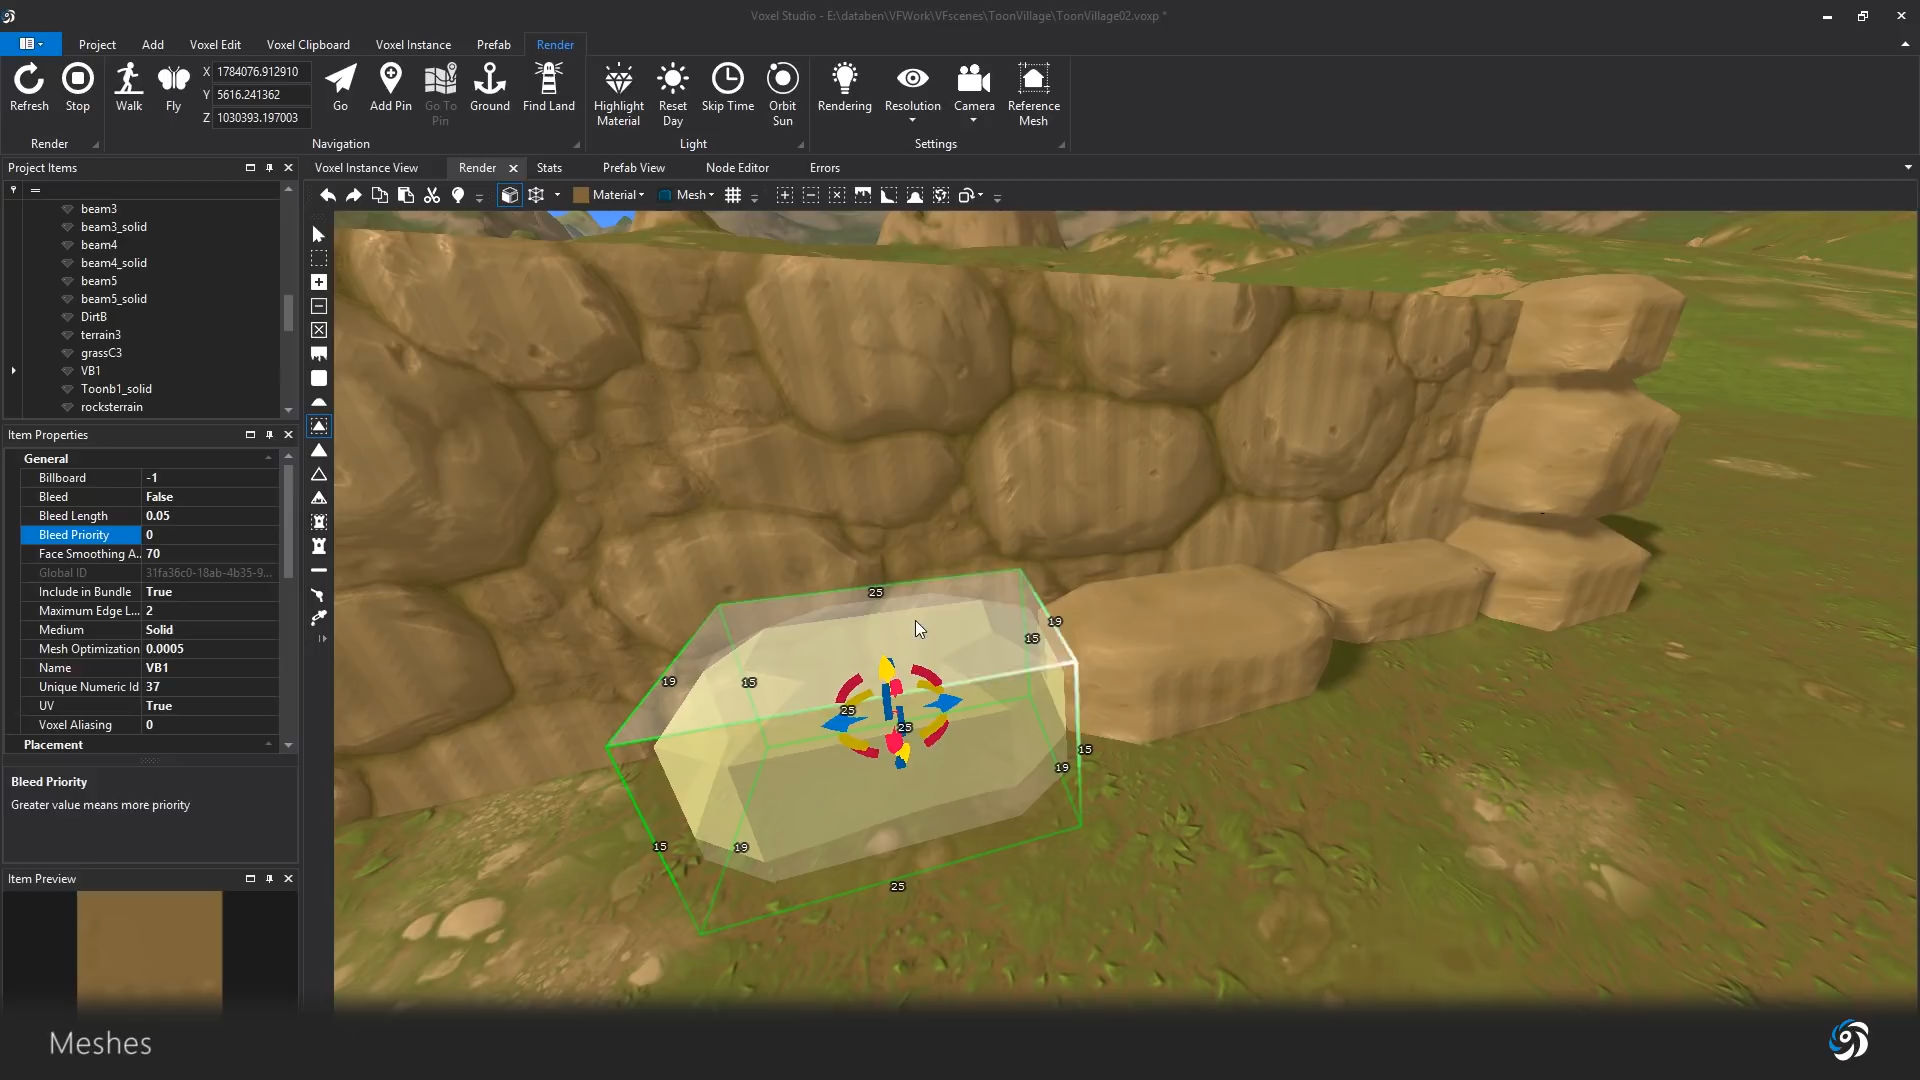 Voxel Studio - E:\databen\VFWork\VFscenes\ToonVillage\ToonVillage02.voxp *
Project Add Voxel Edit Voxel Clipboard Voxel Instance Prefab Render
X 1784076.912910
Y 5616.241362
Z 1030393.197003
Refresh Stop Walk Fly Go Add Pin Go To Pin Ground Find Land Highlight Material Reset Day Skip Time Orbit Sun Rendering Resolution Camera Reference Mesh
Render Navigation Light Settings
Project Items
Voxel Instance View Render Stats Prefab View Node Editor Errors
Material Mesh
beam3
beam3_solid
beam4
beam4_solid
beam5
beam5_solid
DirtB
terrain3
grassC3
VB1
Toonb1_solid
rocksterrain
Item Properties
General
Billboard -1
Bleed False
Bleed Length 0.05
Bleed Priority 0
Face Smoothing A.. 70
Global ID 31fa36c0-18ab-4b35-9...
Include in Bundle True
Maximum Edge L... 2
Medium Solid
Mesh Optimization 0.0005
Name VB1
Unique Numeric Id 37
UV True
Voxel Aliasing 0
Placement
Bleed Priority
Greater value means more priority
Item Preview
25
19
15
19
15
25
25
15
19
15
19
25
Meshes